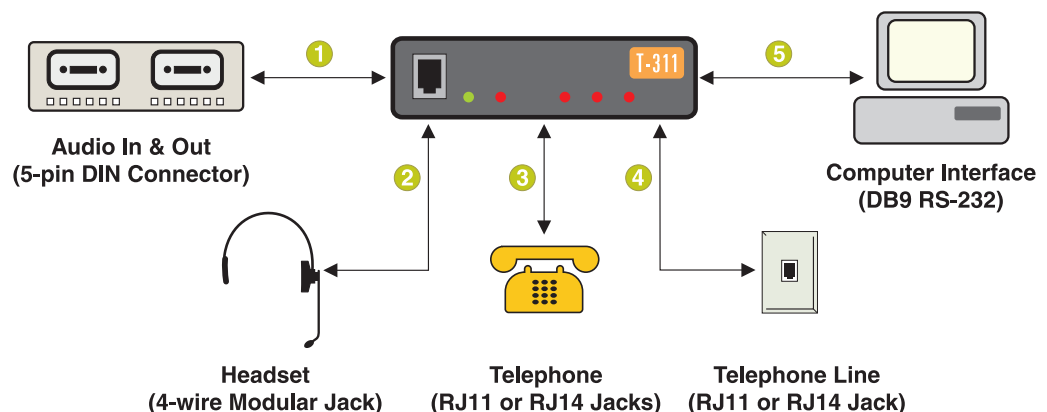 T-311
1
5
Audio In & Out
(5-pin DIN Connector)
2
3
4
Computer Interface
(DB9 RS-232)
Headset
(4-wire Modular Jack)
Telephone
(RJ11 or RJ14 Jacks)
Telephone Line
(RJ11 or RJ14 Jack)